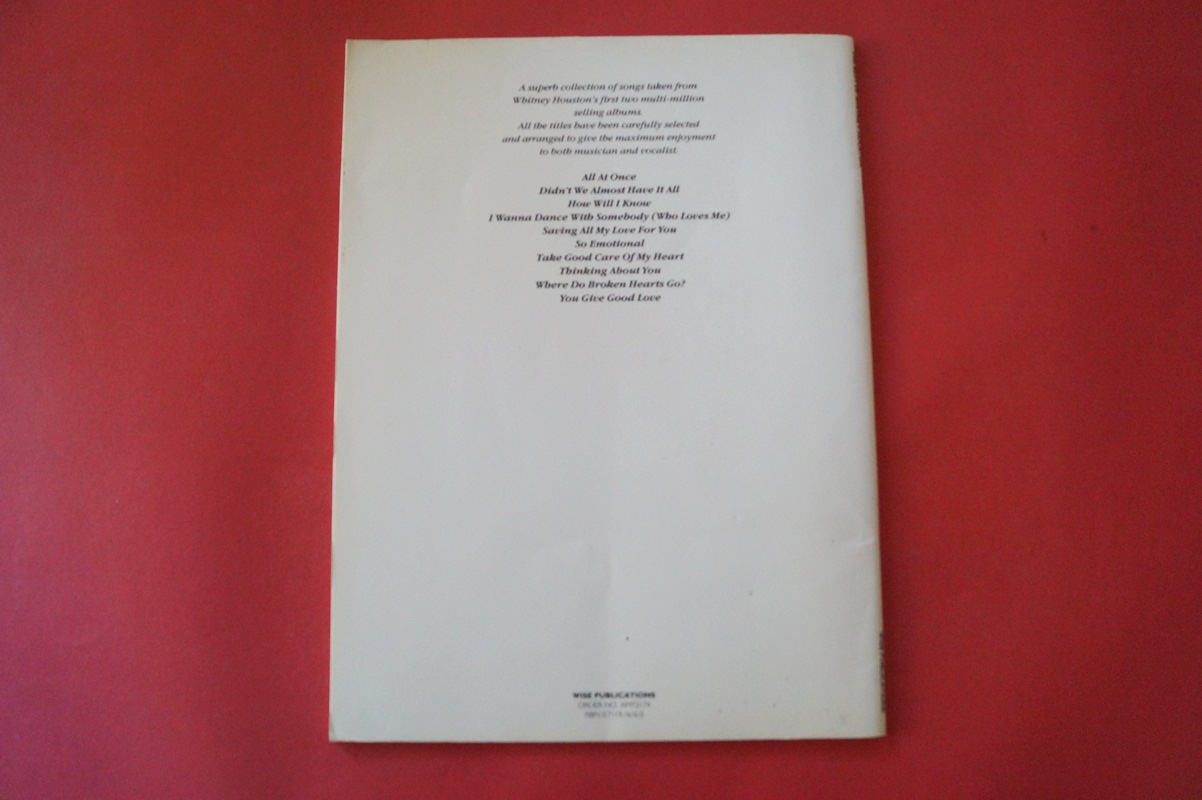 A superb collection of songs taken from
Whitney Houston's first two multi-million
selling albums.
All the titles have been carefully selected
and arranged to give the maximum enjoyment
to both musician and vocalist.
All At Once
Didn't We Almost Have It All
How Will I Know
I Wanna Dance With Somebody (Who Loves Me)
Saving All My Love For You
So Emotional
Take Good Care Of My Heart
Thinking About You
Where Do Broken Hearts Go?
You Give Good Love
WISE PUBLICATIONS
ORDER NO.
ISBN